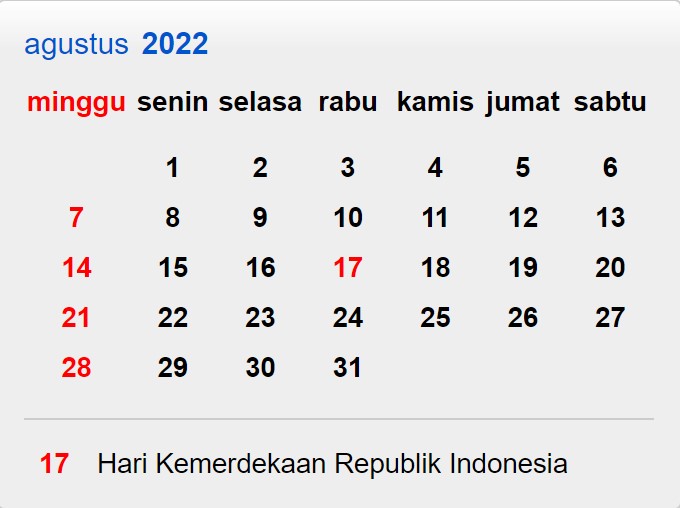 agustus 2022
minggu senin selasa rabu kamis jumat sabtu
1 2 3 4 5 6
7 8 9 10 11 12 13
14 15 16 17 18 19 20
21 22 23 24 25 26 27
28 29 30 31
17 Hari Kemerdekaan Republik Indonesia